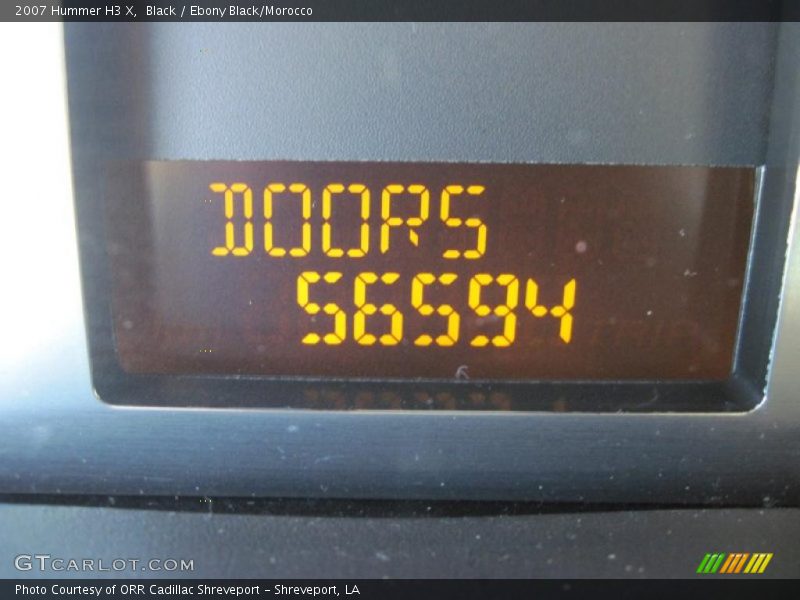 2007 Hummer H3 X, Black / Ebony Black/Morocco
DOORS
56594
GTCARLOT.COM
Photo Courtesy of ORR Cadillac Shreveport - Shreveport, LA